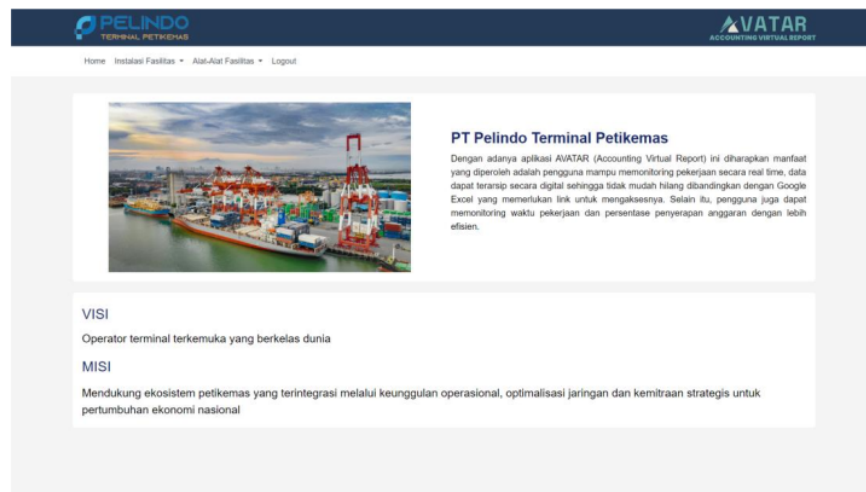 PELINDO
TERMINAL PETIKEMAS
AVATAR
ACCOUNTING VIRTUAL REPORT
Home Instalasi Fasilitas Alat-Alat Fasilitas Logout
PT Pelindo Terminal Petikemas
Dengan adanya aplikasi AVATAR (Accounting Virtual Report) ini diharapkan manfaat
yang diperoleh adalah pengguna mampu memonitoring pekerjaan secara real time, data
dapat terarsip secara digital sehingga tidak mudah hilang dibandingkan dengan Google
Excel yang memerlukan link untuk mengaksesnya. Selain itu, pengguna juga dapat
memonitoring waktu pekerjaan dan persentase penyerapan anggaran dengan lebih
efisien.
VISI
Operator terminal terkemuka yang berkelas dunia
MISI
Mendukung ekosistem petikemas yang terintegrasi melalui keunggulan operasional, optimalisasi jaringan dan kemitraan strategis untuk
pertumbuhan ekonomi nasional